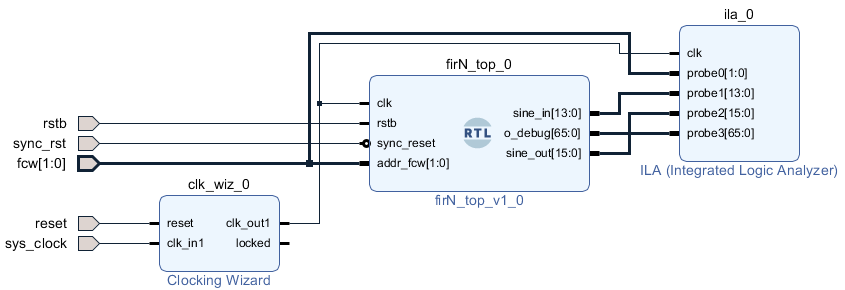 ila_0
clk
probe0[1:0]
probe1[13:0]
probe2[15:0]
probe3[65:0]
ILA (Integrated Logic Analyzer)
firN_top_0
clk
rstb
sync_reset
addr_fcw[1:0]
RTL
sine_in[13:0]
o_debug[65:0]
sine_out[15:0]
firN_top_v1_0
rstb
sync_rst
fcw[1:0]
clk_wiz_0
reset
sys_clock
reset
clk_in1
clk_out1
locked
Clocking Wizard